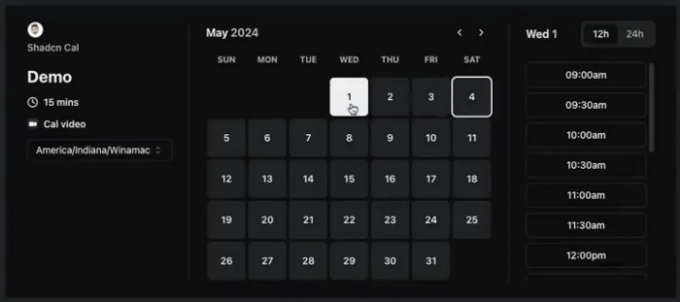 Shadcn Cal
Demo
15 mins
Cal video
America/Indiana/Winamac
May 2024
SUN MON TUE WED THU FRI SAT
1 2 3 4
5 6 7 8 9 10 11
12 13 14 15 16 17 18
19 20 21 22 23 24 25
26 27 28 29 30 31
Wed 1
12h 24h
09:00am
09:30am
10:00am
10:30am
11:00am
11:30am
12:00pm